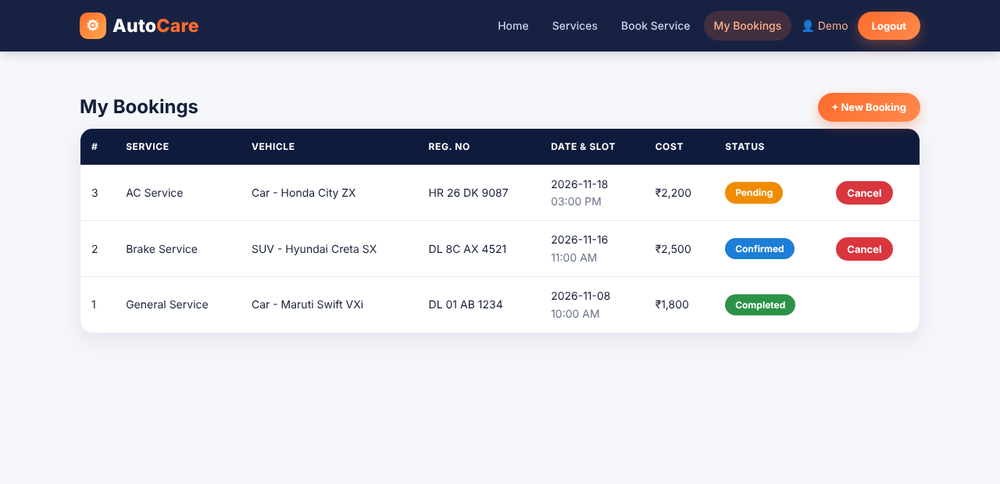 AutoCare
Home Services Book Service My Bookings 👤 Demo Logout
My Bookings
+ New Booking
# SERVICE VEHICLE REG. NO DATE & SLOT COST STATUS
3 AC Service Car - Honda City ZX HR 26 DK 9087 2026-11-18 ₹2,200 Pending Cancel
03:00 PM
2 Brake Service SUV - Hyundai Creta SX DL 8C AX 4521 2026-11-16 ₹2,500 Confirmed Cancel
11:00 AM
1 General Service Car - Maruti Swift VXi DL 01 AB 1234 2026-11-08 ₹1,800 Completed
10:00 AM